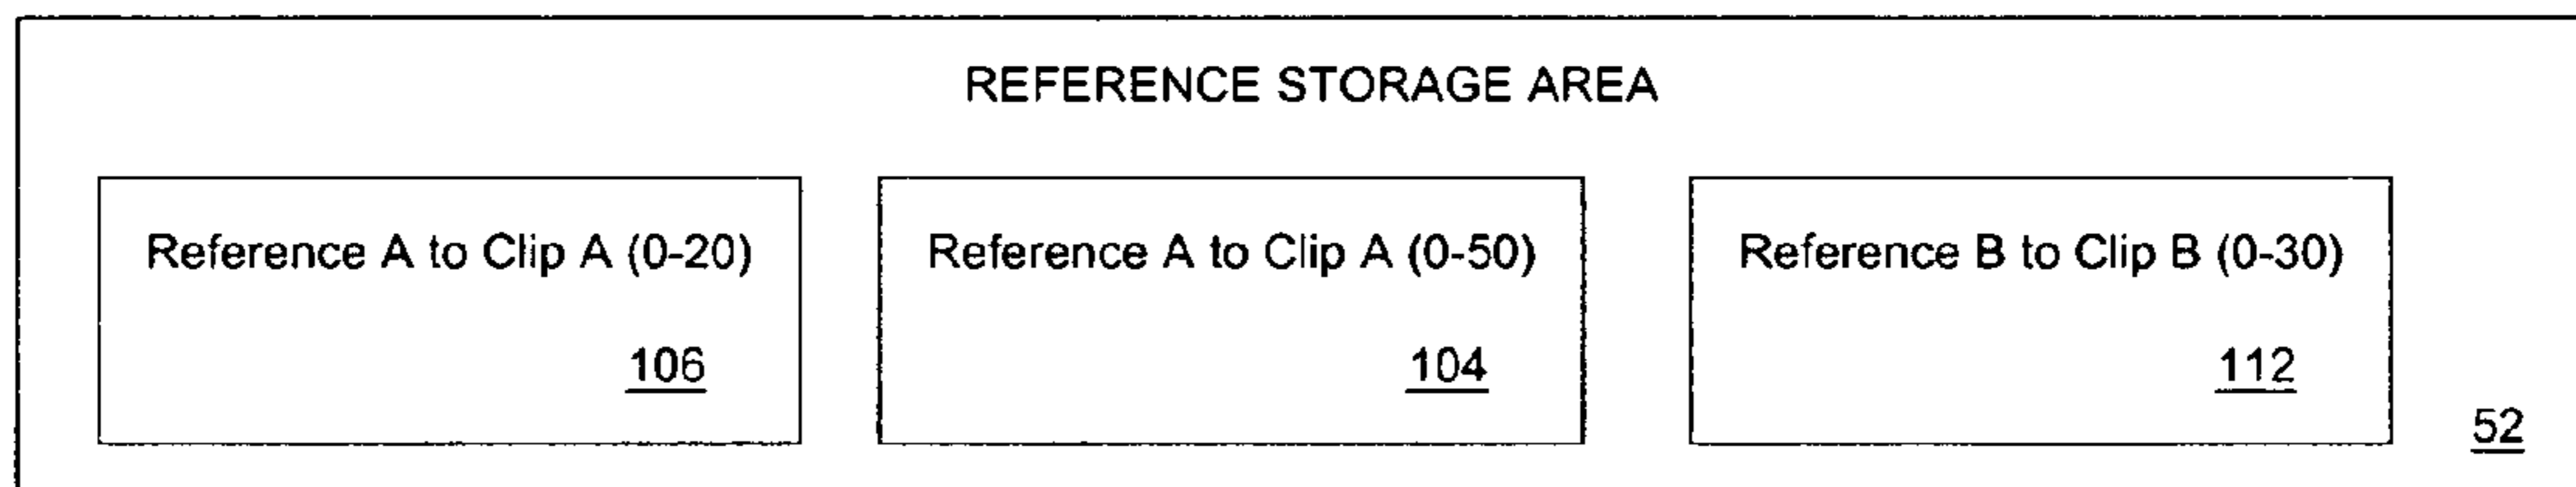 REFERENCE STORAGE AREA
Reference A to Clip A (0-20)
106
Reference A to Clip A (0-50)
104
Reference B to Clip B (0-30)
112
52